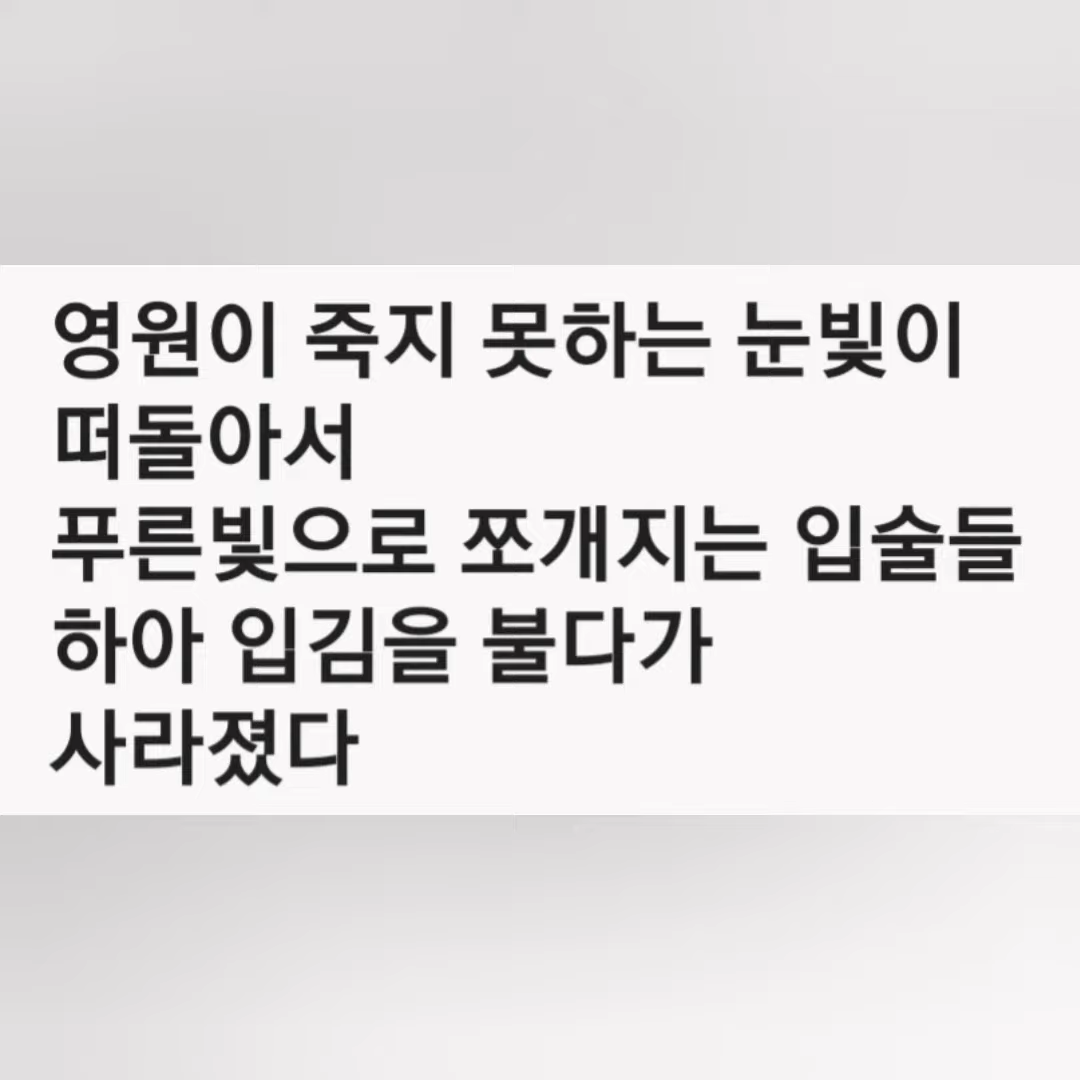 영원이 죽지 못하는 눈빛이
떠돌아서
푸른빛으로 쪼개지는 입술들
하아 입김을 불다가
사라졌다